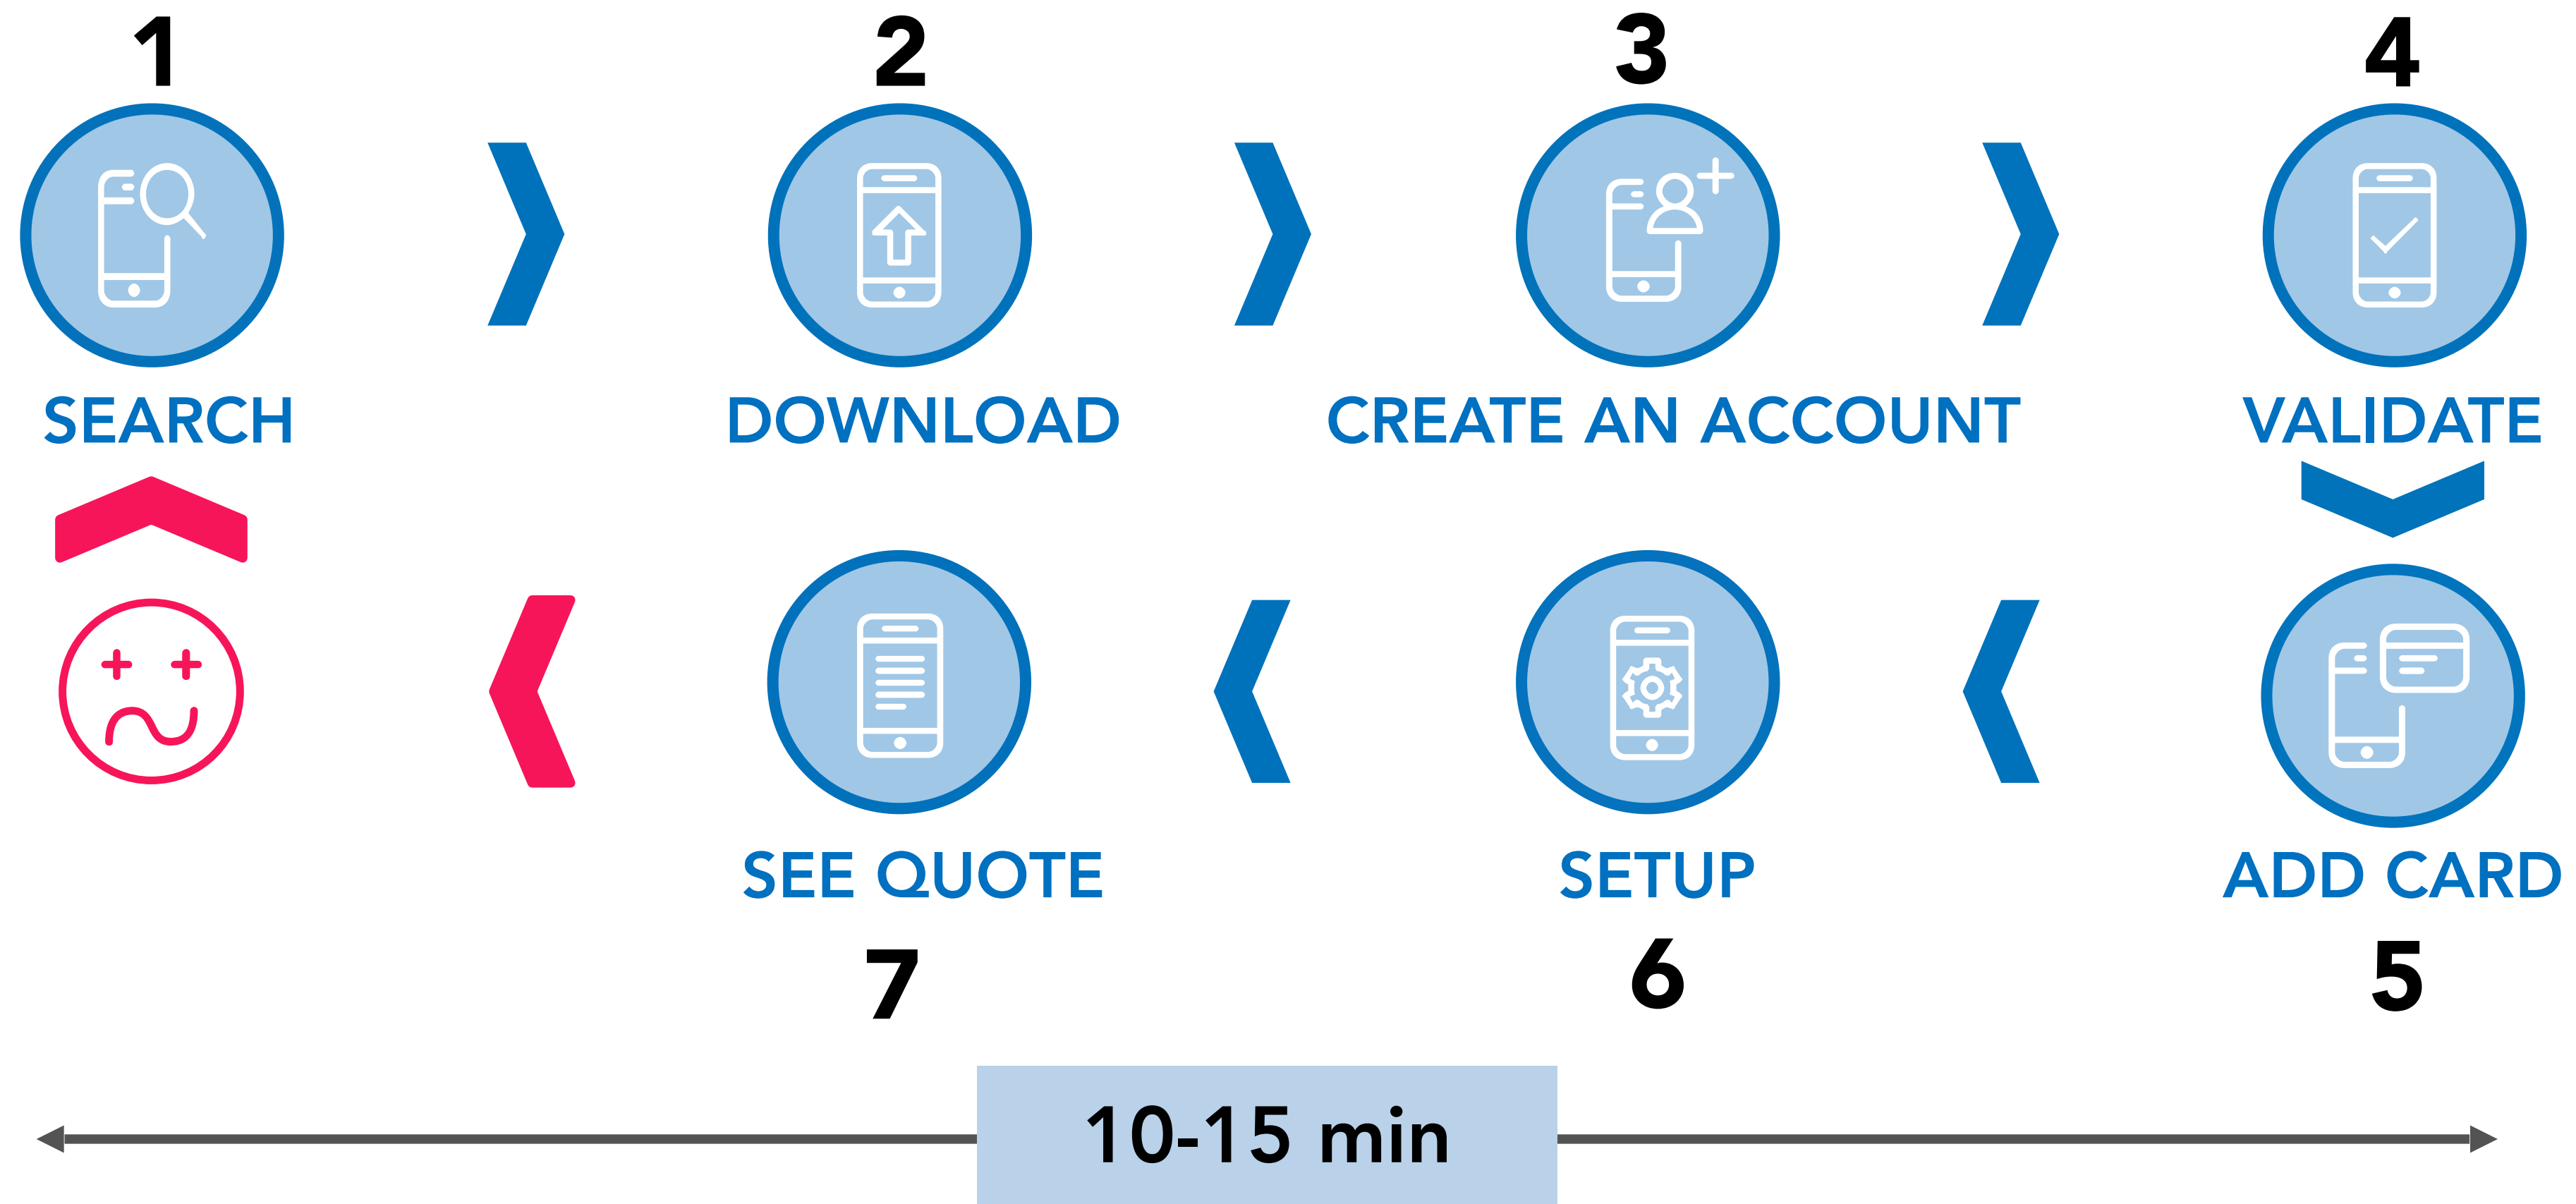 1
2
3
4
SEARCH
DOWNLOAD
CREATE AN ACCOUNT
VALIDATE
SEE QUOTE
SETUP
ADD CARD
7
6
5
10-15 min